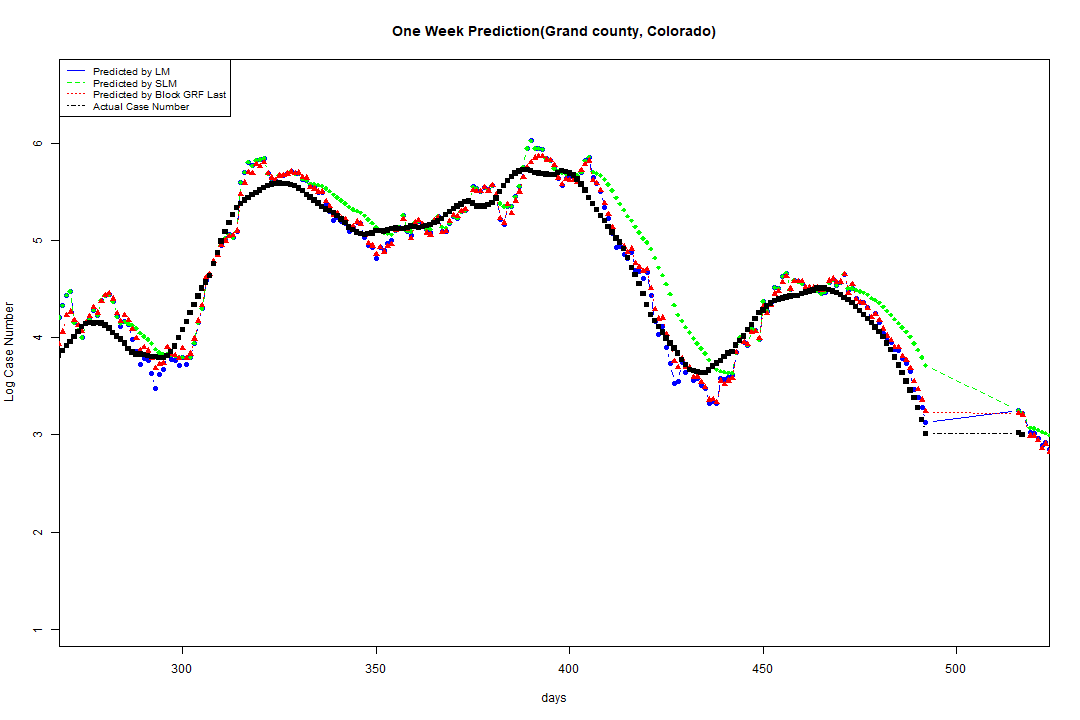 One Week Prediction(Grand county, Colorado)
Predicted by LM
Predicted by SLM
Predicted by Block GRF Last
Actual Case Number
Log Case Number
6
5
4
3
2
1
300 350 400 450 500
days